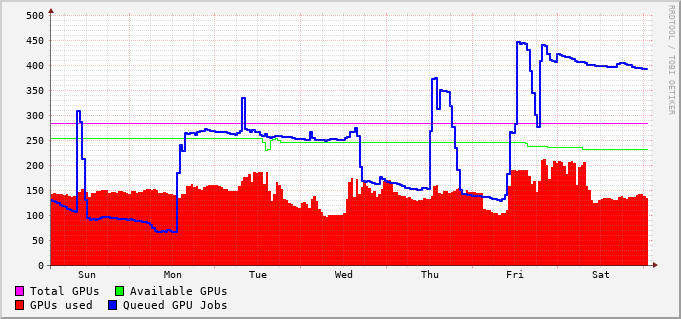 500
450
400
350
300
250
200
150
100
50
0
Sun Mon Tue Wed Thu Fri Sat
Total GPUs Available GPUs
GPUs used Queued GPU Jobs
RRDTOOL / TOBI OETIKER